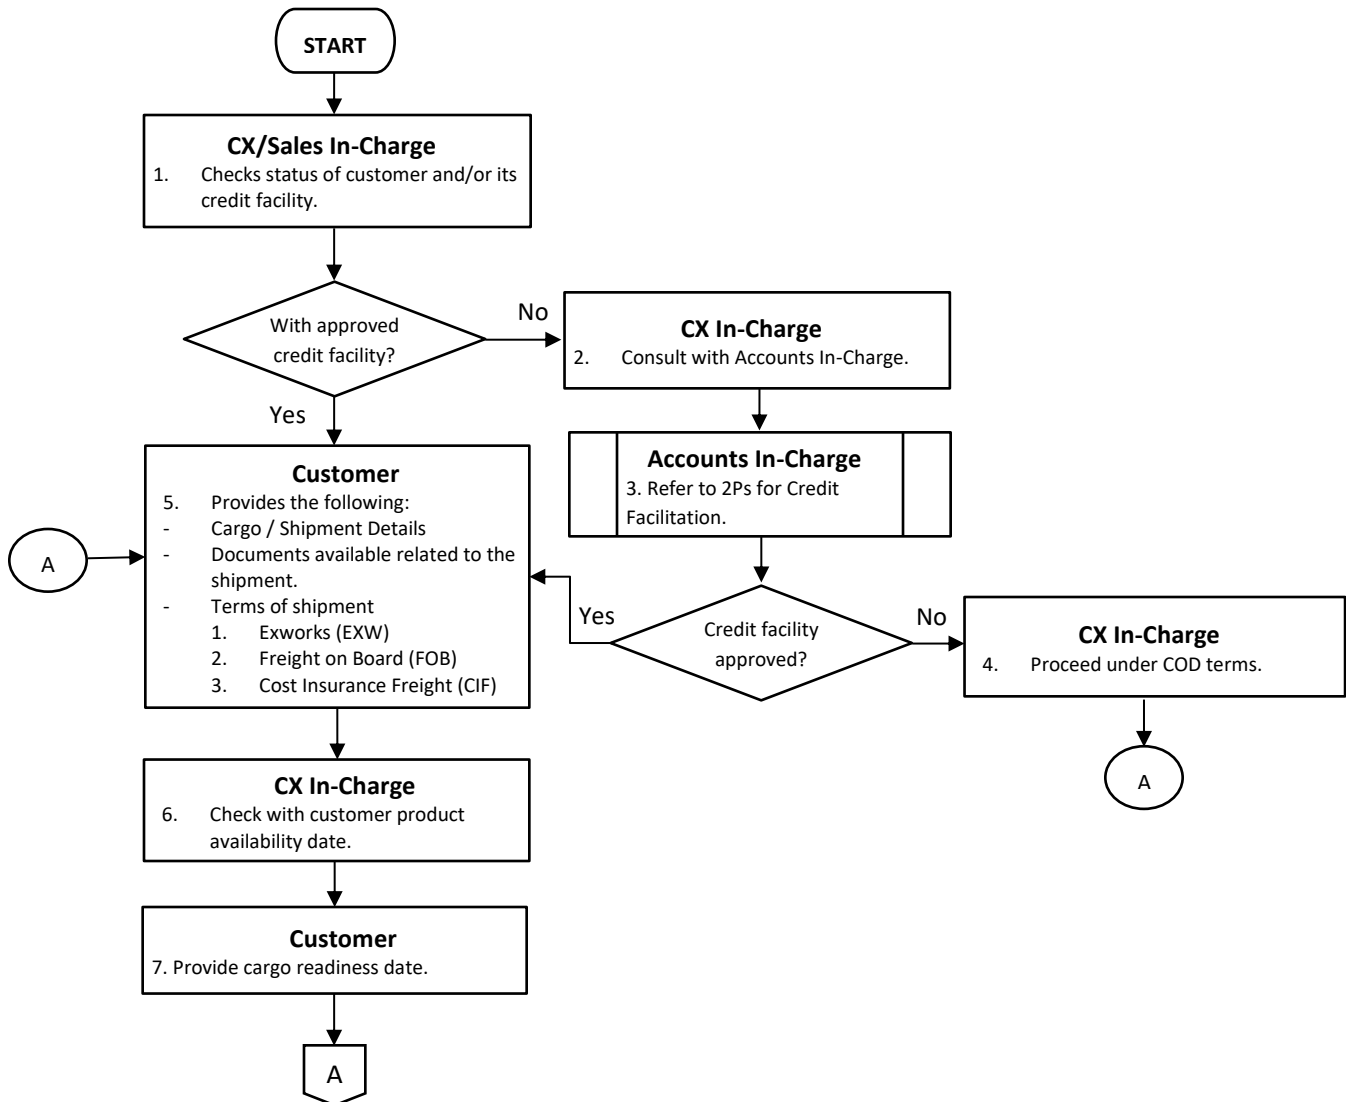 START
CX/Sales In-Charge
1. Checks status of customer and/or its
credit facility.
With approved
credit facility?
No
Yes
CX In-Charge
2. Consult with Accounts In-Charge.
Accounts In-Charge
3. Refer to 2Ps for Credit
Facilitation.
Credit facility
approved?
Yes
No
CX In-Charge
4. Proceed under COD terms.
A
A
Customer
5. Provides the following:
- Cargo / Shipment Details
- Documents available related to the
shipment.
- Terms of shipment
1. Exworks (EXW)
2. Freight on Board (FOB)
3. Cost Insurance Freight (CIF)
CX In-Charge
6. Check with customer product
availability date.
Customer
7. Provide cargo readiness date.
A